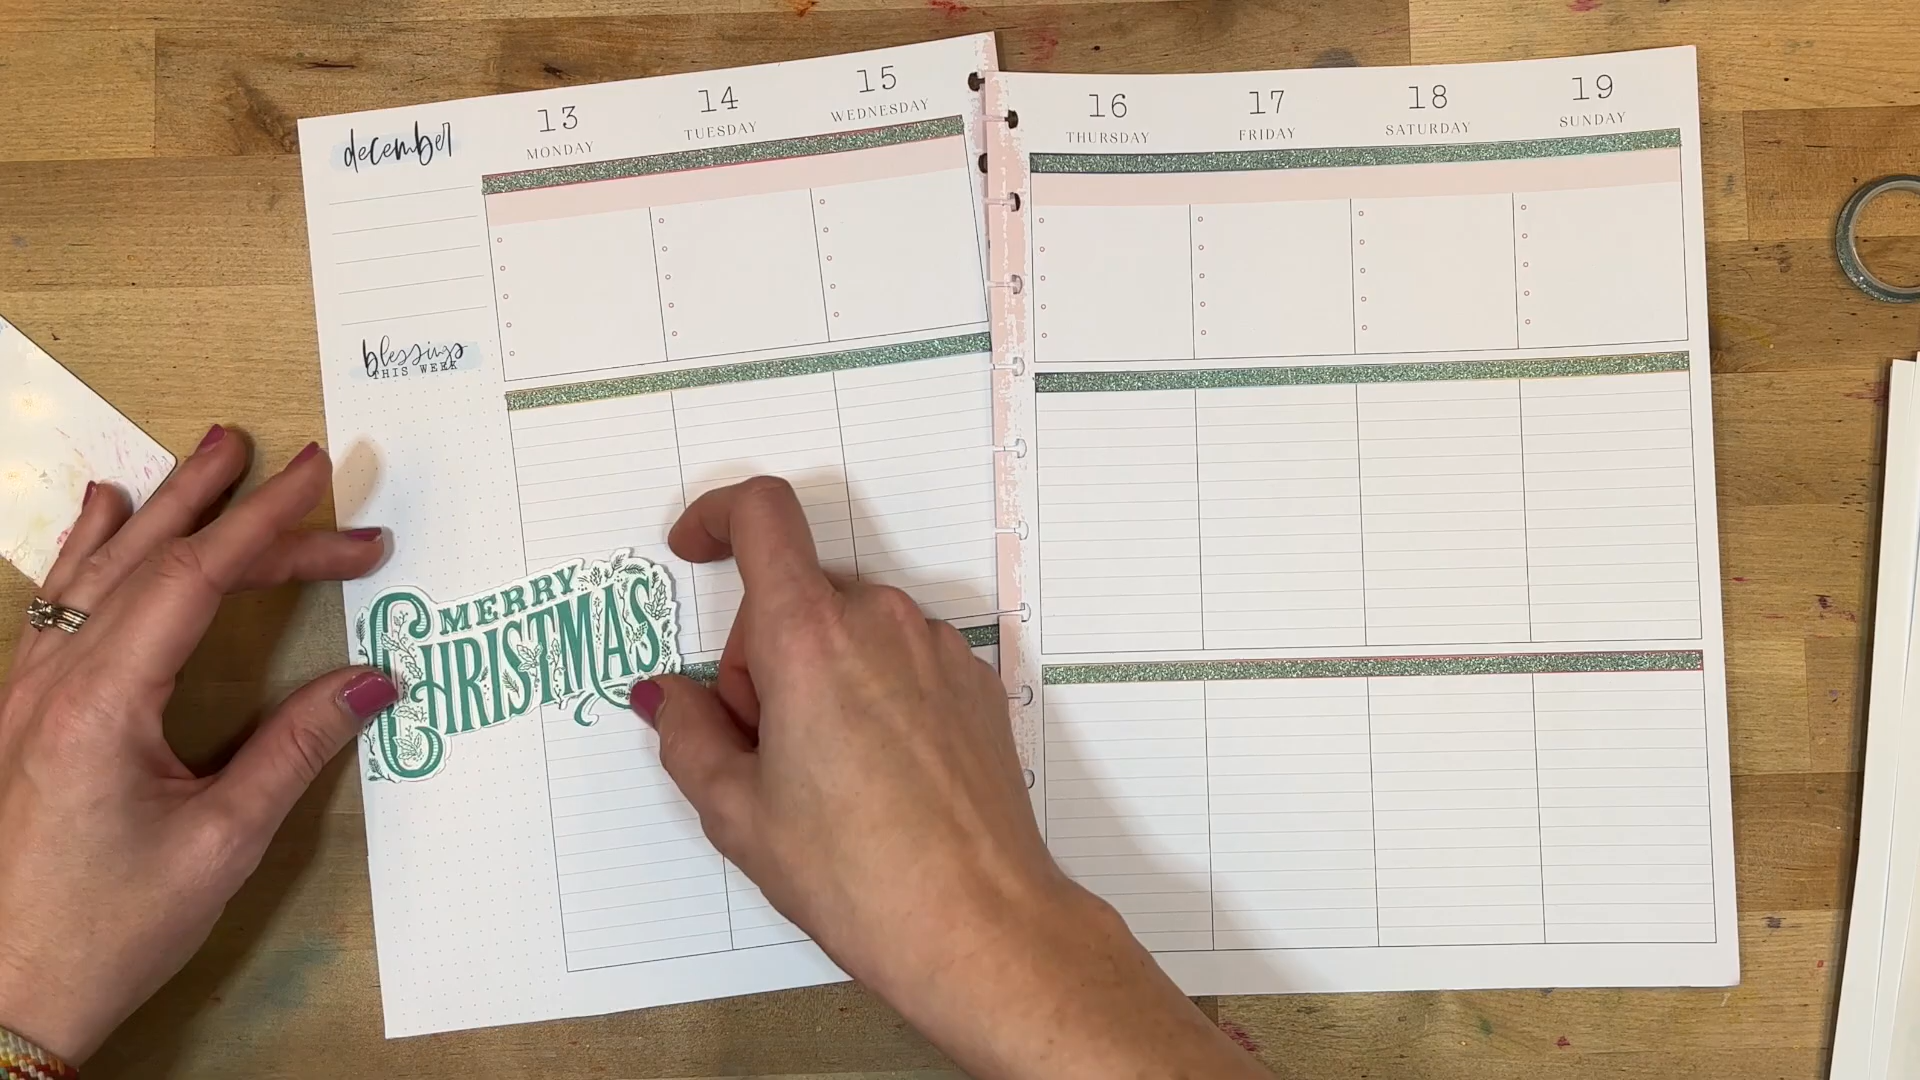 december
13
MONDAY
14
TUESDAY
15
WEDNESDAY
16
THURSDAY
17
FRIDAY
18
SATURDAY
19
SUNDAY
blessings
THIS WEEK
MERRY
CHRISTMAS